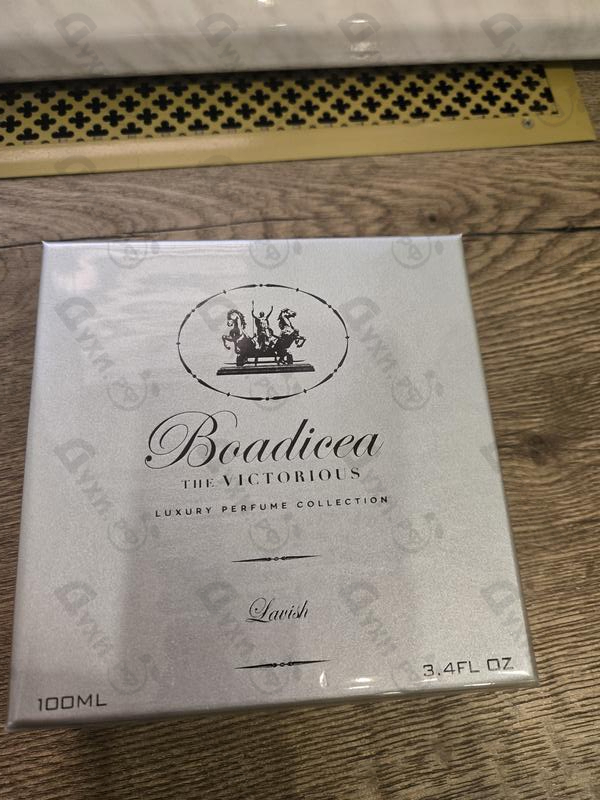 Boadicea
THE VICTORIOUS
LUXURY PERFUME COLLECTION
Lavish
100ML
3.4FL OZ